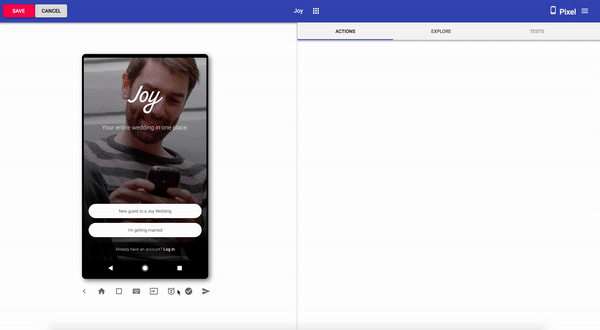 SAVE CANCEL Joy Pixel
ACTIONS EXPLORE TESTS
Joy
Your entire wedding in one place.
New guest to a Joy Wedding
I'm getting married
Already have an account? Log in